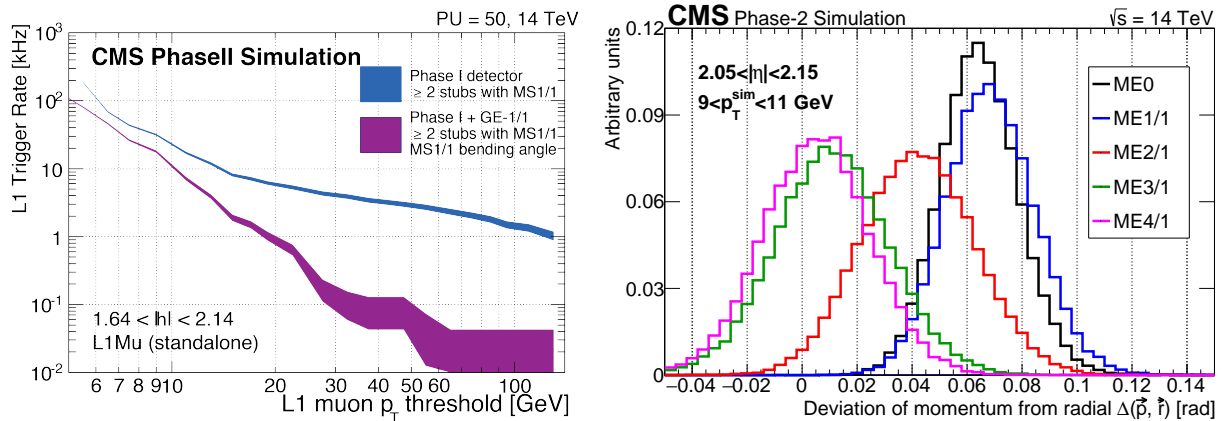 PU = 50, 14 TeV
CMS PhaseII Simulation
Phase I detector
≥ 2 stubs with MS1/1
Phase I + GE-1/1
≥ 2 stubs with MS1/1
MS1/1 bending angle
1.64 < |h| < 2.14
L1Mu (standalone)
L1 Trigger Rate [kHz]
10³
10²
10
1
10⁻¹
10⁻²
6 7 8 9 10 20 30 40 50 60 100
L1 muon p_T threshold [GeV]
CMS Phase-2 Simulation √s = 14 TeV
2.05<|η|<2.15
9<p_T^sim<11 GeV
ME0
ME1/1
ME2/1
ME3/1
ME4/1
Arbitrary units
0.12
0.09
0.06
0.03
0
−0.04 −0.02 0 0.02 0.04 0.06 0.08 0.1 0.12 0.14
Deviation of momentum from radial Δ(p⃗, r⃗) [rad]